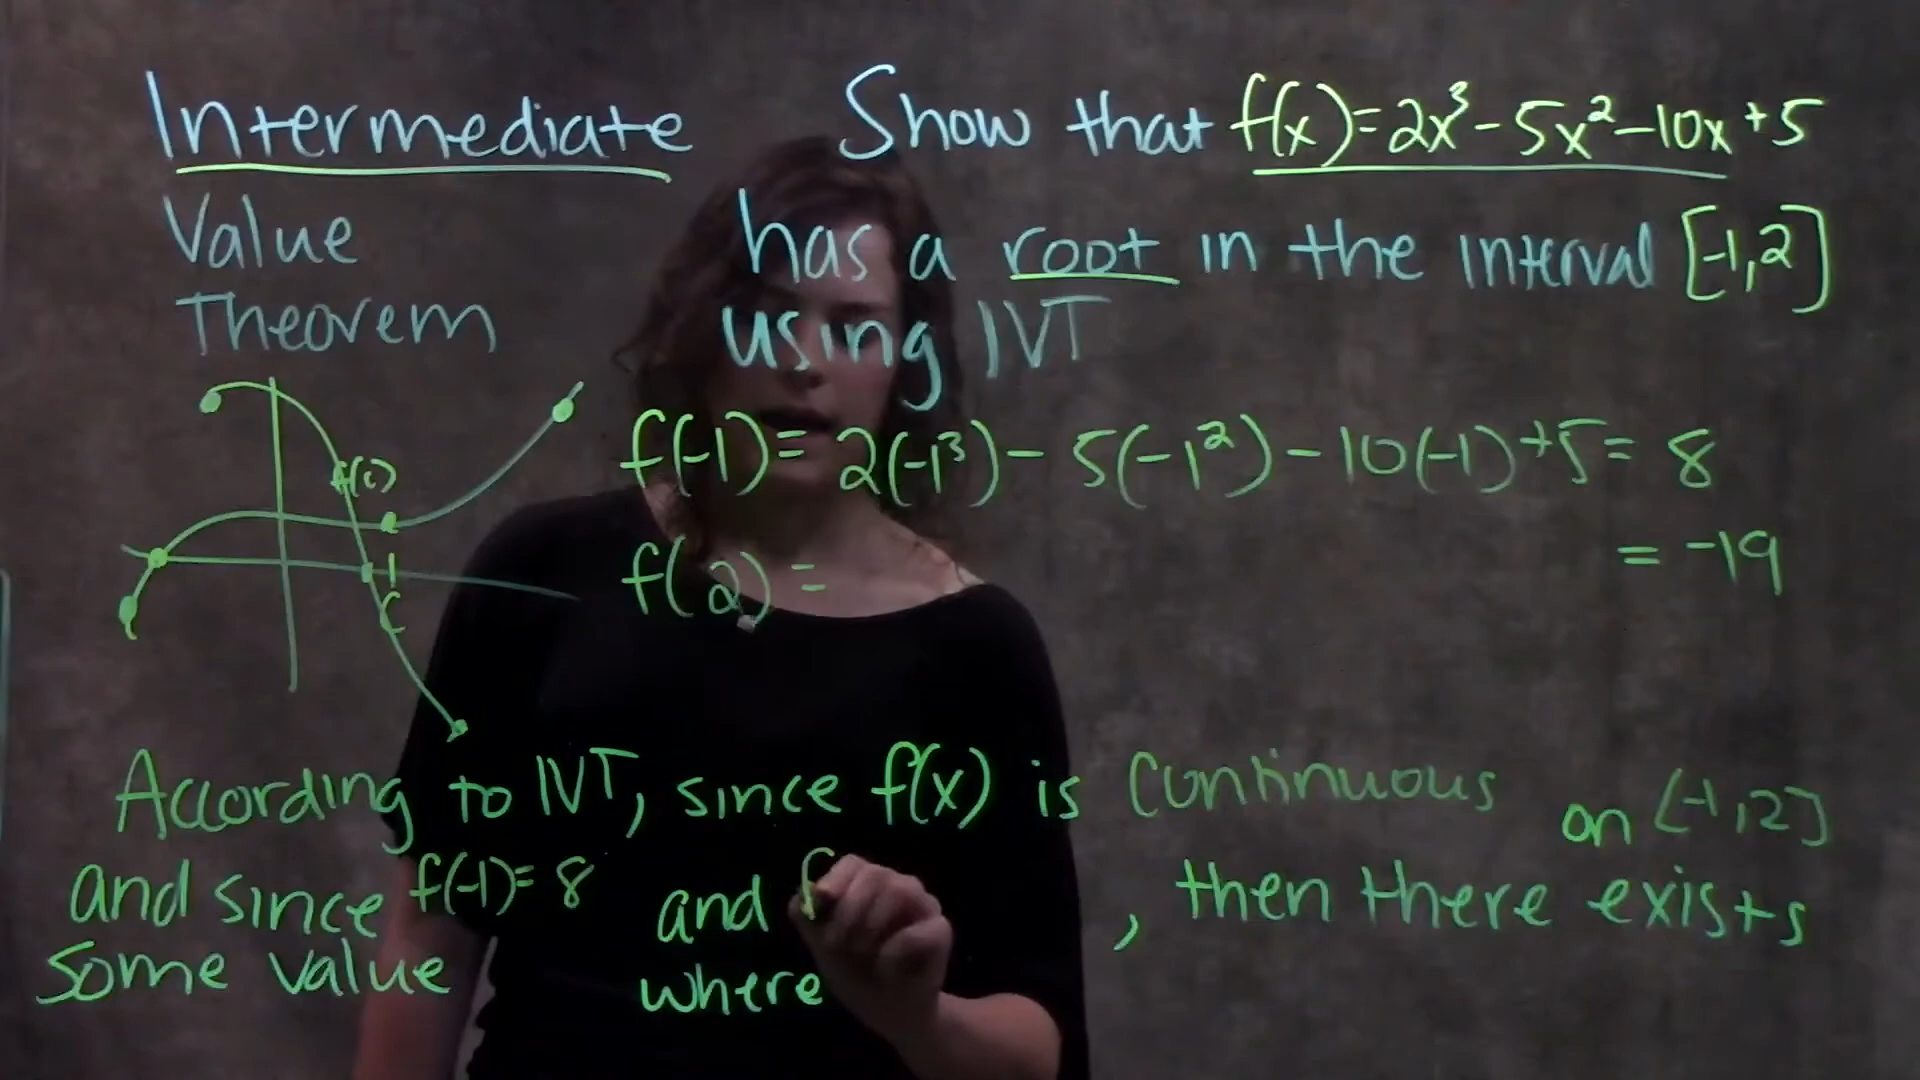 Intermediate
Value
Theorem
Show that f(x)=2x³-5x²-10x+5
has a root in the interval [-1,2]
using IVT
f(c)
c
f(-1)= 2(-1³)- 5(-1²)-10(-1)+5= 8
f(2) = = -19
According to IVT, since f(x) is continuous on [-1,2]
and since f(-1)=8 and f , then there exists
some value where